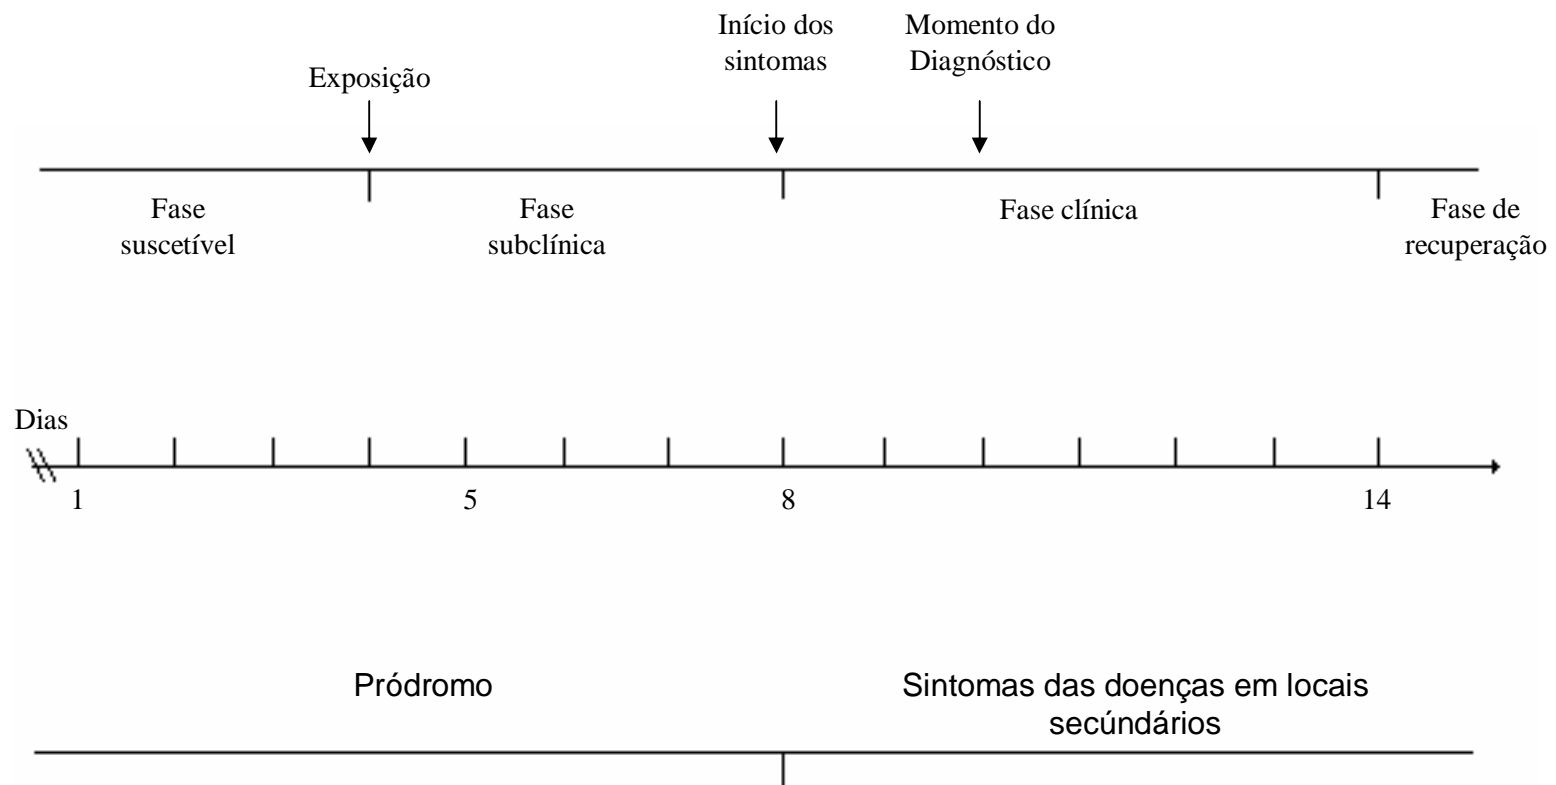 Início dos
sintomas
Momento do
Diagnóstico
Exposição
Fase
suscetível
Fase
subclínica
Fase clínica
Fase de
recuperação
Dias
1
5
8
14
Pródromo
Sintomas das doenças em locais
secúndários